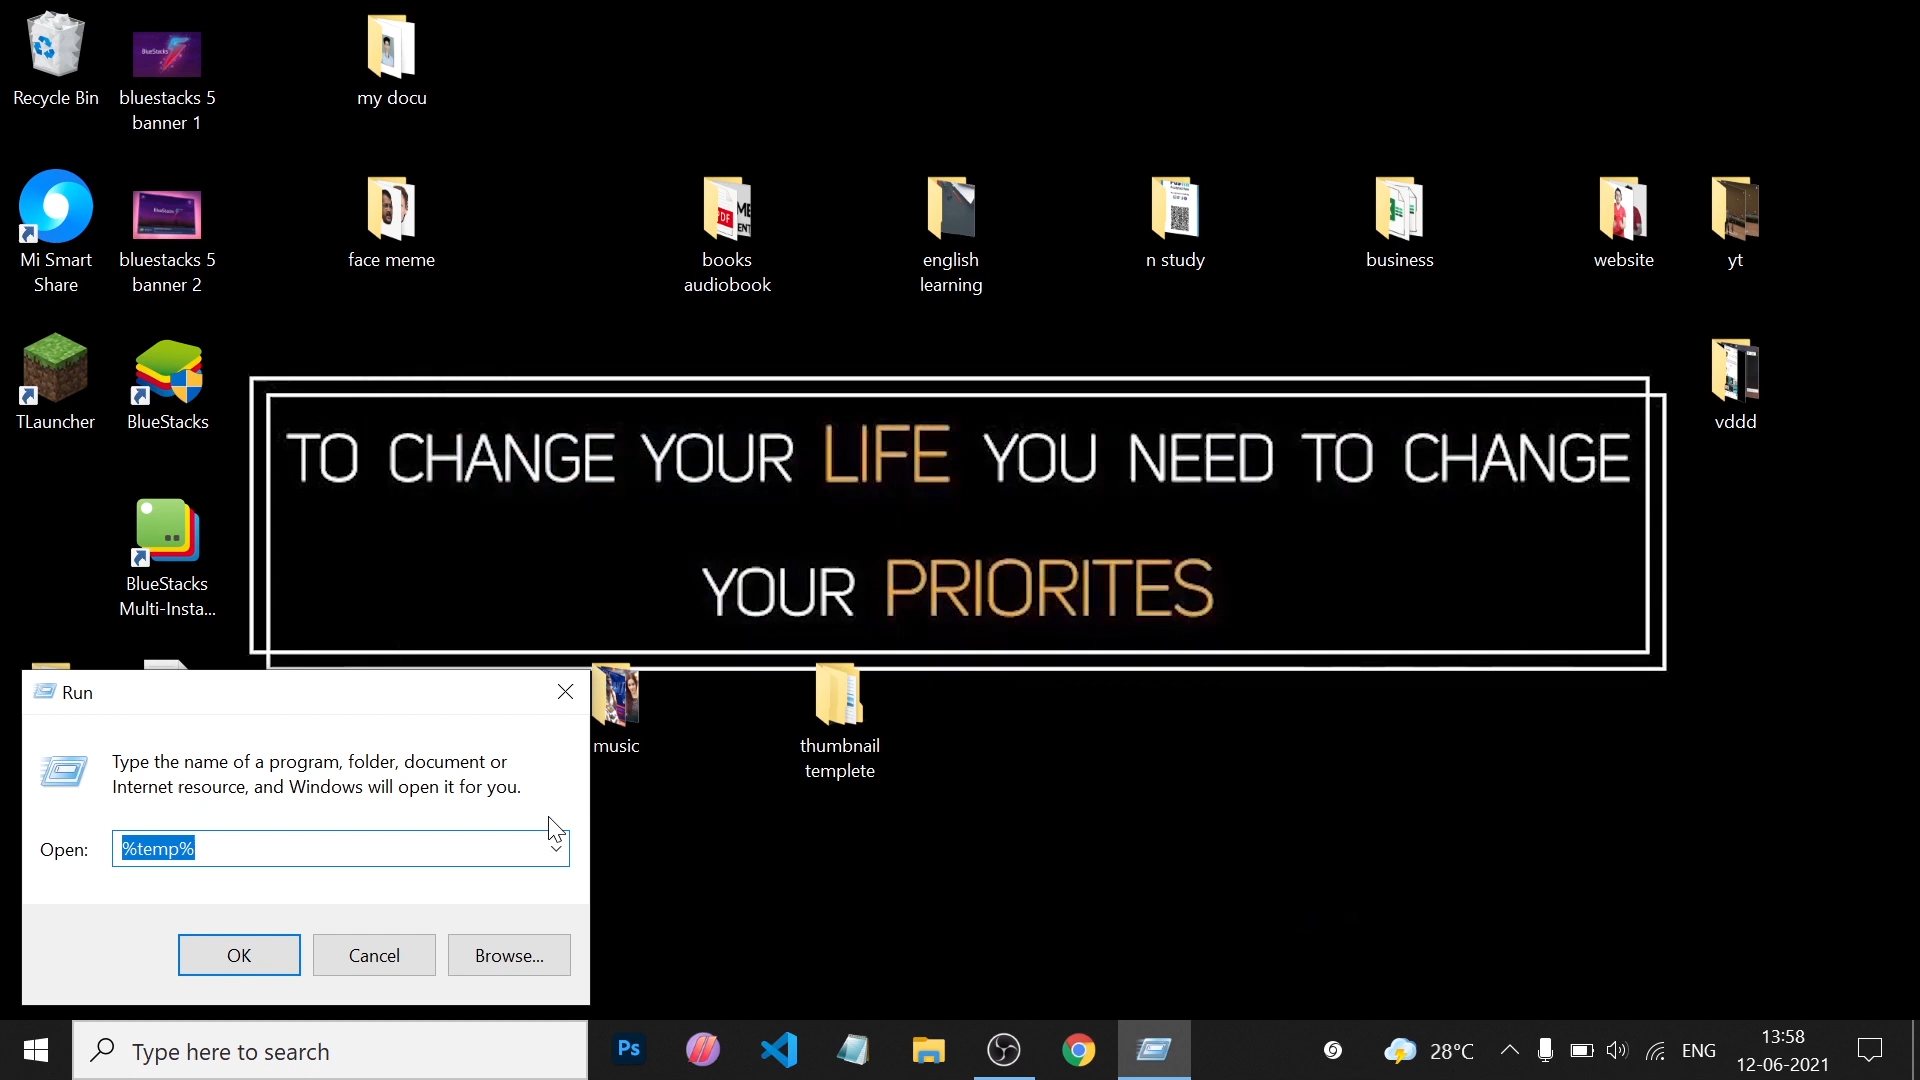 Recycle Bin
bluestacks 5
banner 1
my docu
Mi Smart
Share
bluestacks 5
banner 2
face meme
books
audiobook
english
learning
n study
business
website
yt
TLauncher
BlueStacks
vddd
TO CHANGE YOUR LIFE YOU NEED TO CHANGE
YOUR PRIORITES
BlueStacks
Multi-Insta...
music
thumbnail
templete
Run
Type the name of a program, folder, document or
Internet resource, and Windows will open it for you.
Open:
%temp%
OK
Cancel
Browse...
Type here to search
Ps
28°C
ENG
13:58
12-06-2021